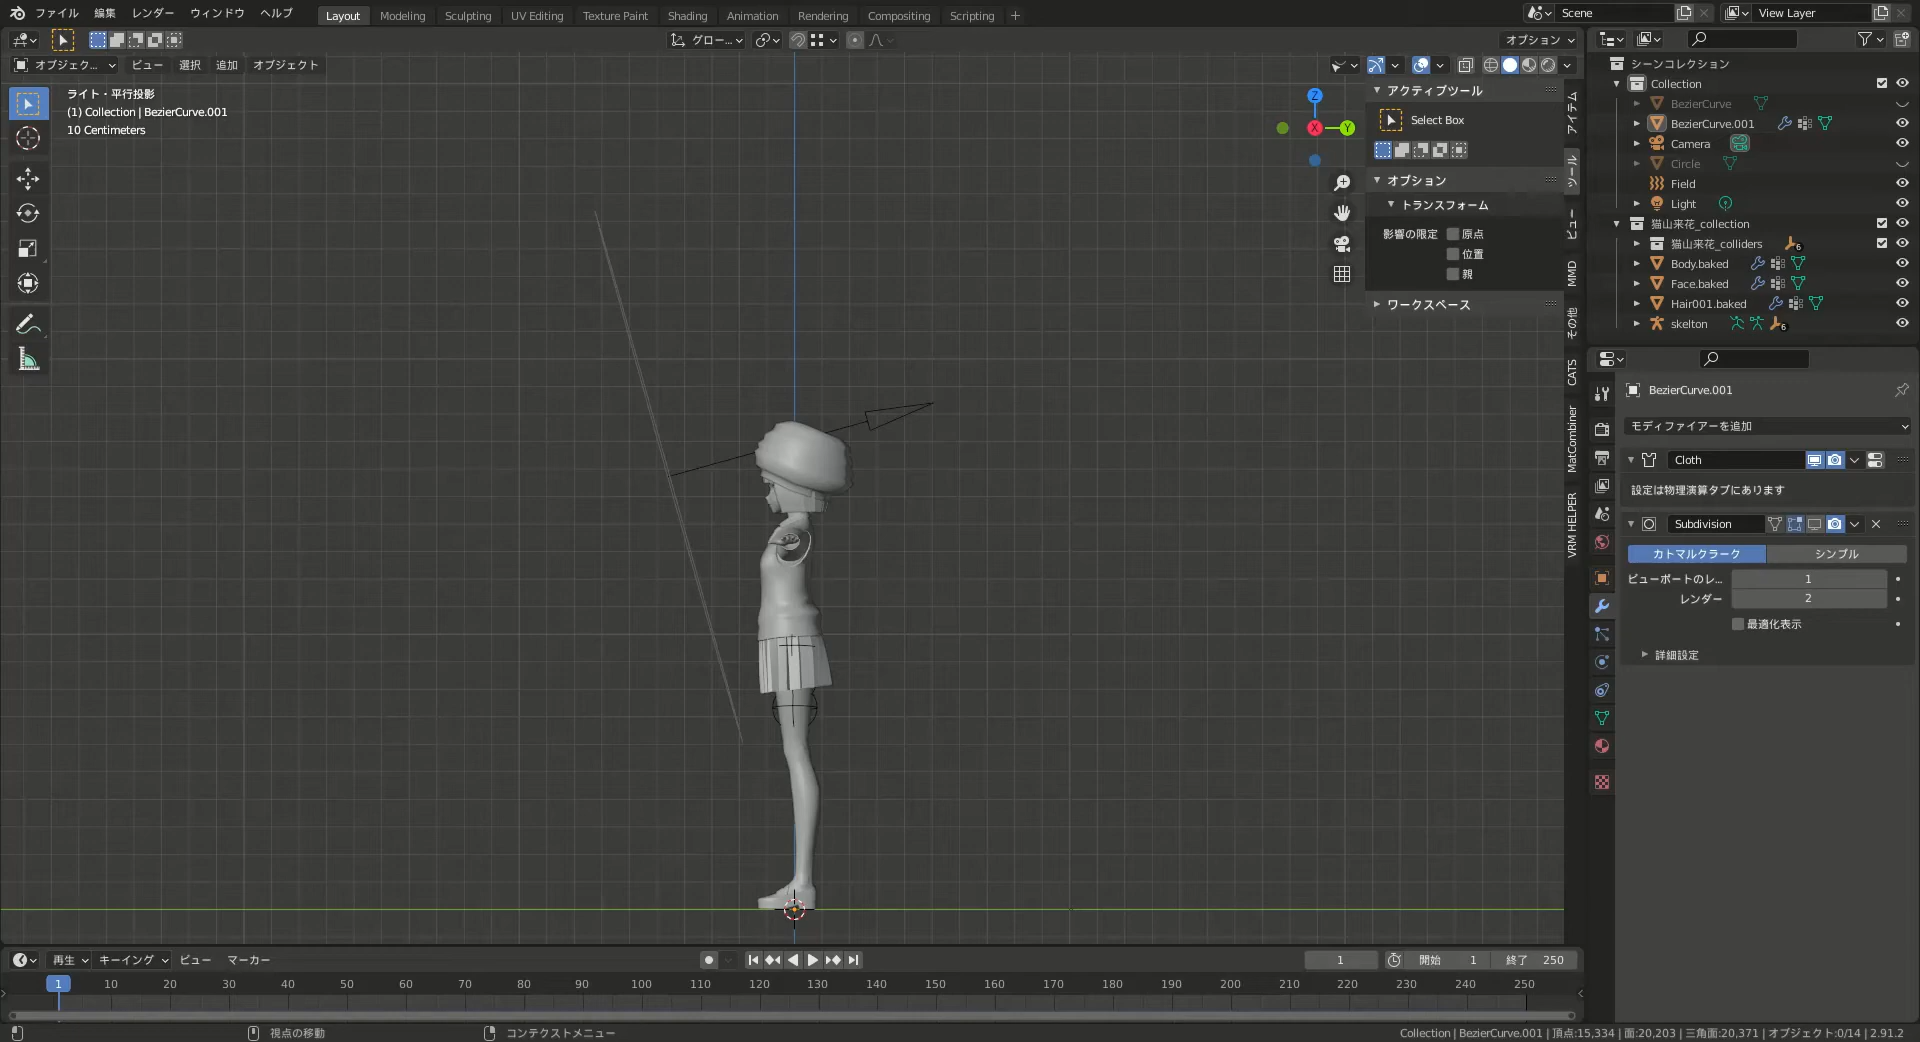 ファイル 編集 レンダー ウィンドウ ヘルプ Layout Modeling Sculpting UV Editing Texture Paint Shading Animation Rendering Compositing Scripting + Scene View Layer
グロー... オプション
オブジェク... ビュー 選択 追加 オブジェクト
ライト・平行投影
(1) Collection | BezierCurve.001
10 Centimeters
Z
X
Y
アクティブツール
Select Box
オプション
トランスフォーム
影響の限定 原点
位置
親
ワークスペース
アイテム
ツール
ビュー
MMD
その他
CATS
MatCombiner
VRM HELPER
シーンコレクション
Collection
BezierCurve
BezierCurve.001
Camera
Circle
Field
Light
猫山来花_collection
猫山来花_colliders 6
Body.baked
Face.baked
Hair001.baked
skelton 6
BezierCurve.001
モディファイアーを追加
Cloth
設定は物理演算タブにあります
Subdivision
カトマルクラーク シンプル
ビューポートのレ... 1
レンダー 2
最適化表示
詳細設定
再生 キーイング ビュー マーカー 1 開始 1 終了 250
1 10 20 30 40 50 60 70 80 90 100 110 120 130 140 150 160 170 180 190 200 210 220 230 240 250
視点の移動 コンテクストメニュー Collection | BezierCurve.001 | 頂点:15,334 | 面:20,203 | 三角面:20,371 | オブジェクト:0/14 | 2.91.2